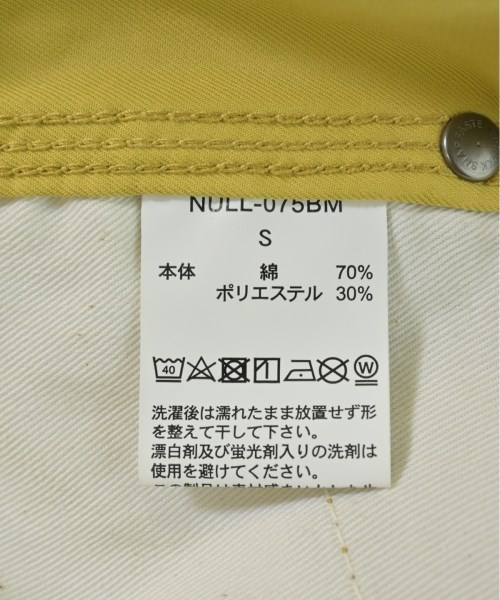 NULL-075BM
S
本体 綿 70%
ポリエステル 30%
40 W
洗濯後は濡れたまま放置せず形
を整えて干して下さい。
漂白剤及び蛍光剤入りの洗剤は
使用を避けてください。